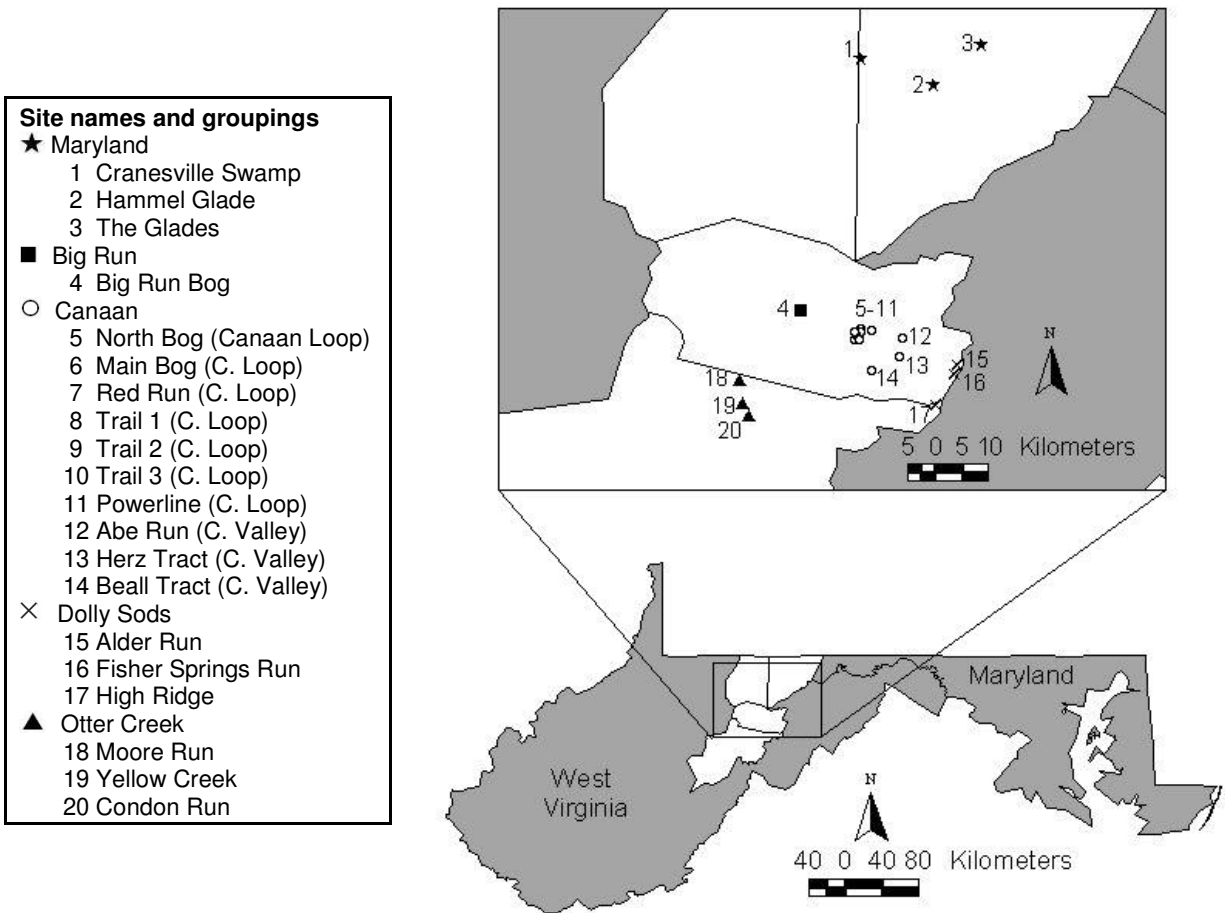 Site names and groupings
★ Maryland
1 Cranesville Swamp
2 Hammel Glade
3 The Glades
■ Big Run
4 Big Run Bog
○ Canaan
5 North Bog (Canaan Loop)
6 Main Bog (C. Loop)
7 Red Run (C. Loop)
8 Trail 1 (C. Loop)
9 Trail 2 (C. Loop)
10 Trail 3 (C. Loop)
11 Powerline (C. Loop)
12 Abe Run (C. Valley)
13 Herz Tract (C. Valley)
14 Beall Tract (C. Valley)
× Dolly Sods
15 Alder Run
16 Fisher Springs Run
17 High Ridge
▲ Otter Creek
18 Moore Run
19 Yellow Creek
20 Condon Run
1
3
2
4
5-11
12
13
14
15
16
17
18
19
20
N
5 0 5 10 Kilometers
Maryland
West
Virginia
N
40 0 40 80 Kilometers